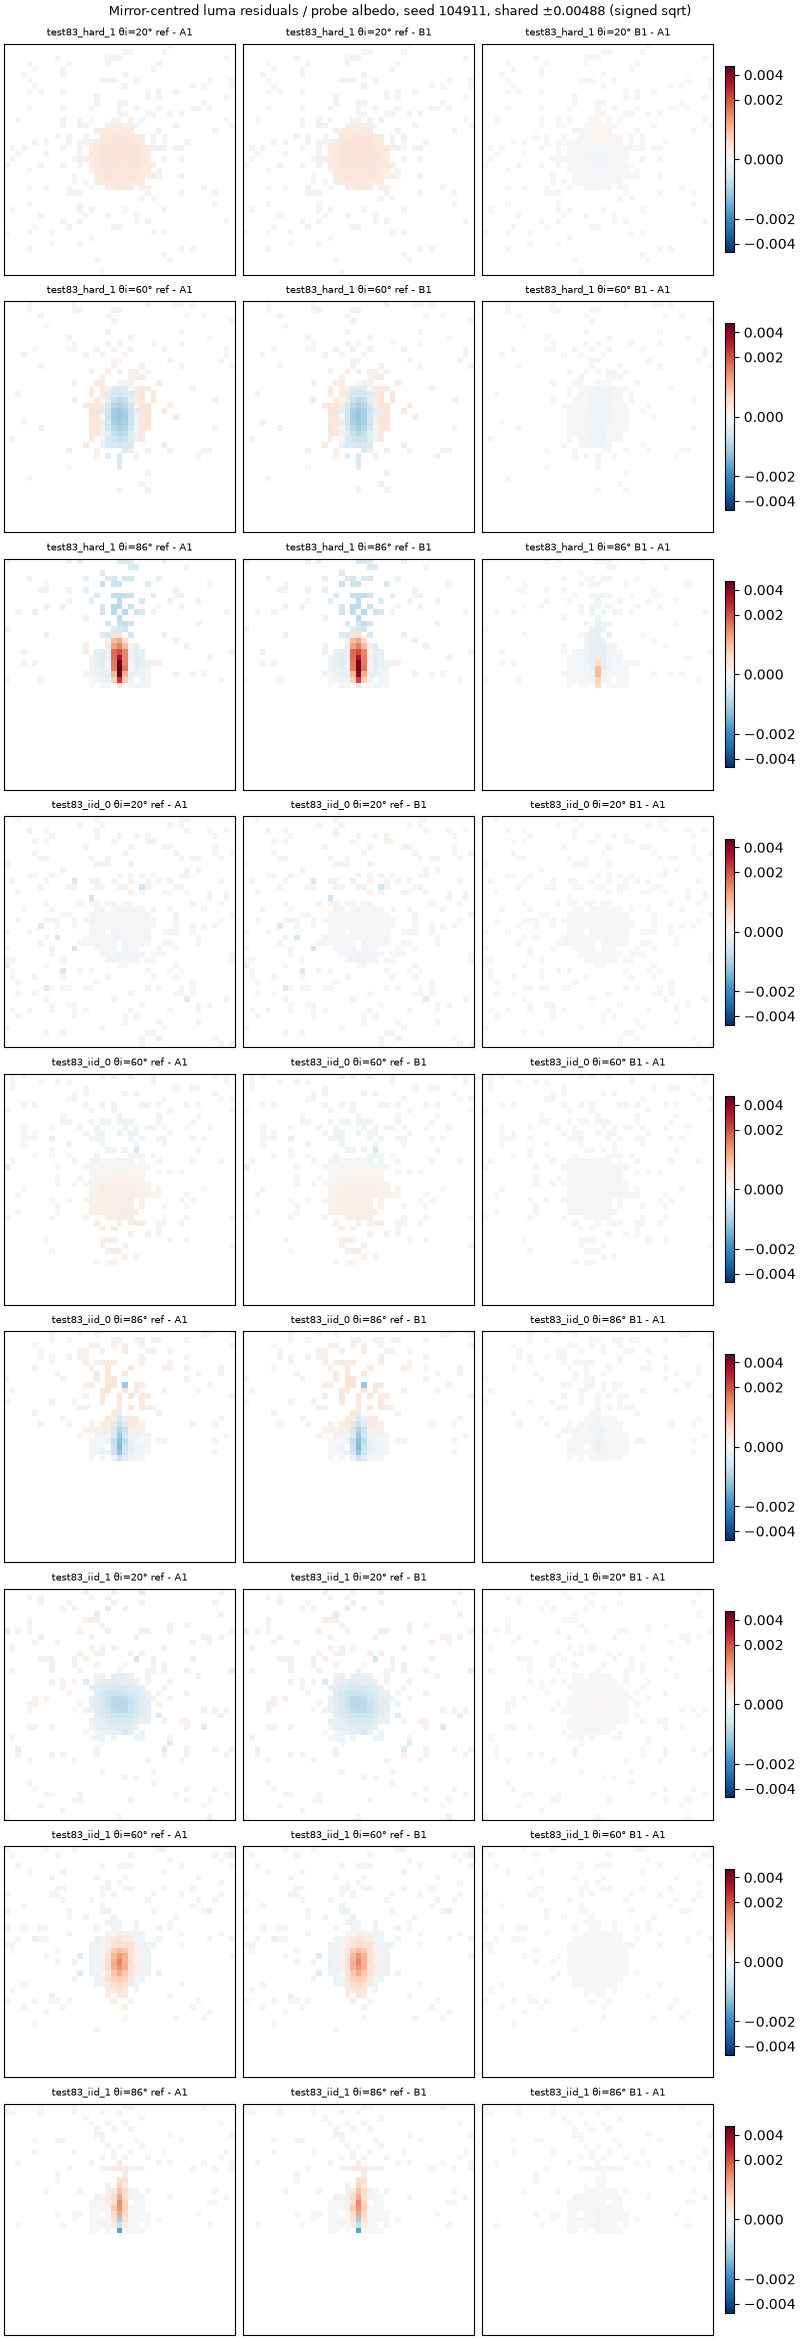 Mirror-centred luma residuals / probe albedo, seed 104911, shared ±0.00488 (signed sqrt)
test83_hard_1 θi=20° ref - A1
test83_hard_1 θi=20° ref - B1
test83_hard_1 θi=20° B1 - A1
0.004
0.002
0.000
−0.002
−0.004
test83_hard_1 θi=60° ref - A1
test83_hard_1 θi=60° ref - B1
test83_hard_1 θi=60° B1 - A1
0.004
0.002
0.000
−0.002
−0.004
test83_hard_1 θi=86° ref - A1
test83_hard_1 θi=86° ref - B1
test83_hard_1 θi=86° B1 - A1
0.004
0.002
0.000
−0.002
−0.004
test83_iid_0 θi=20° ref - A1
test83_iid_0 θi=20° ref - B1
test83_iid_0 θi=20° B1 - A1
0.004
0.002
0.000
−0.002
−0.004
test83_iid_0 θi=60° ref - A1
test83_iid_0 θi=60° ref - B1
test83_iid_0 θi=60° B1 - A1
0.004
0.002
0.000
−0.002
−0.004
test83_iid_0 θi=86° ref - A1
test83_iid_0 θi=86° ref - B1
test83_iid_0 θi=86° B1 - A1
0.004
0.002
0.000
−0.002
−0.004
test83_iid_1 θi=20° ref - A1
test83_iid_1 θi=20° ref - B1
test83_iid_1 θi=20° B1 - A1
0.004
0.002
0.000
−0.002
−0.004
test83_iid_1 θi=60° ref - A1
test83_iid_1 θi=60° ref - B1
test83_iid_1 θi=60° B1 - A1
0.004
0.002
0.000
−0.002
−0.004
test83_iid_1 θi=86° ref - A1
test83_iid_1 θi=86° ref - B1
test83_iid_1 θi=86° B1 - A1
0.004
0.002
0.000
−0.002
−0.004